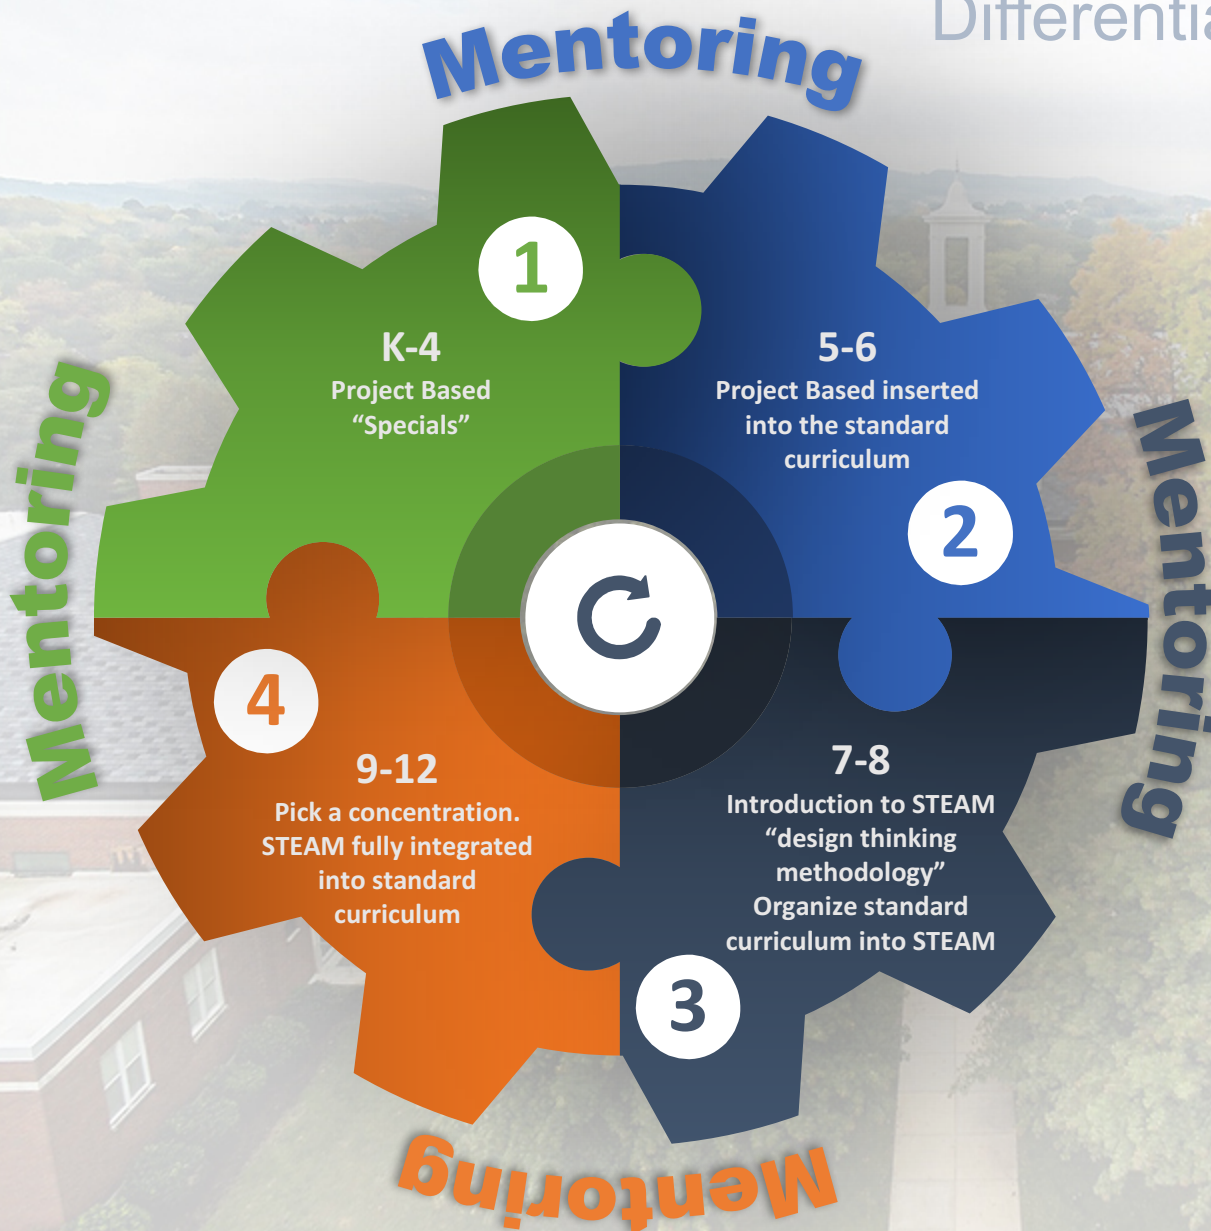 Mentoring
1
K-4
Project Based
“Specials”
5-6
Project Based inserted
into the standard
curriculum
2
Mentoring
Mentoring
4
9-12
Pick a concentration.
STEAM fully integrated
into standard
curriculum
7-8
Introduction to STEAM
“design thinking
methodology”
Organize standard
curriculum into STEAM
3
Mentoring